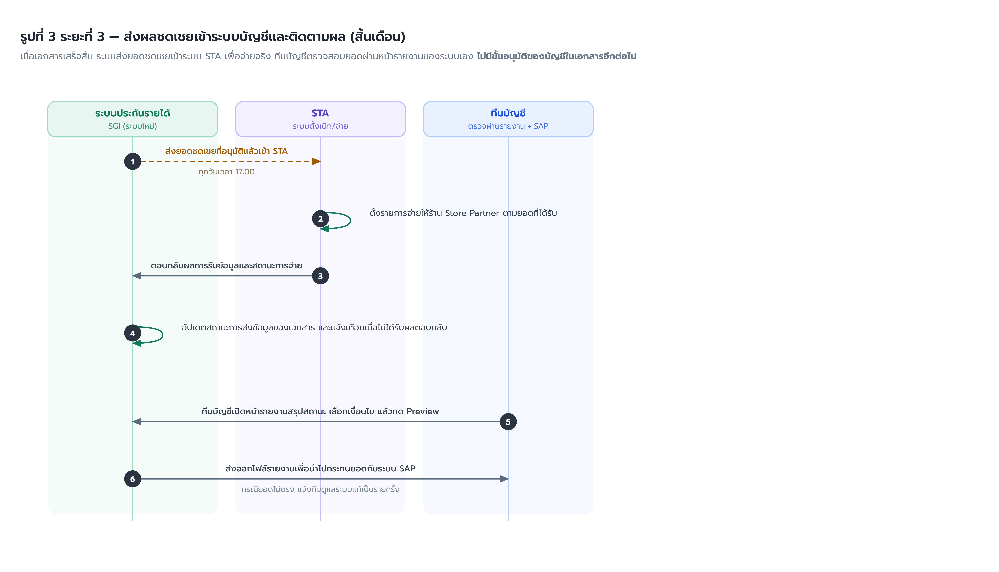 รูปที่ 3 ระยะที่ 3 — ส่งผลชดเชยเข้าระบบบัญชีและติดตามผล (สิ้นเดือน)
เมื่อเอกสารเสร็จสิ้น ระบบส่งยอดชดเชยเข้าระบบ STA เพื่อจ่ายจริง ทีมบัญชีตรวจสอบยอดผ่านหน้ารายงานของระบบเอง ไม่มีขั้นอนุมัติของบัญชีในเอกสารอีกต่อไป
ระบบประกันรายได้
SGI (ระบบใหม่)
STA
ระบบตั้งเบิก/จ่าย
ทีมบัญชี
ตรวจผ่านรายงาน + SAP
ส่งยอดชดเชยที่อนุมัติแล้วเข้า STA
1
ทุกวันเวลา 17:00
ตั้งรายการจ่ายให้ร้าน Store Partner ตามยอดที่ได้รับ
2
ตอบกลับผลการรับข้อมูลและสถานะการจ่าย
3
อัปเดตสถานะการส่งข้อมูลของเอกสาร และแจ้งเตือนเมื่อไม่ได้รับผลตอบกลับ
4
ทีมบัญชีเปิดหน้ารายงานสรุปสถานะ เลือกเงื่อนไข แล้วกด Preview
5
ส่งออกไฟล์รายงานเพื่อนำไปกระทบยอดกับระบบ SAP
6
กรณียอดไม่ตรง แจ้งทีมดูแลระบบแก้เป็นรายครั้ง